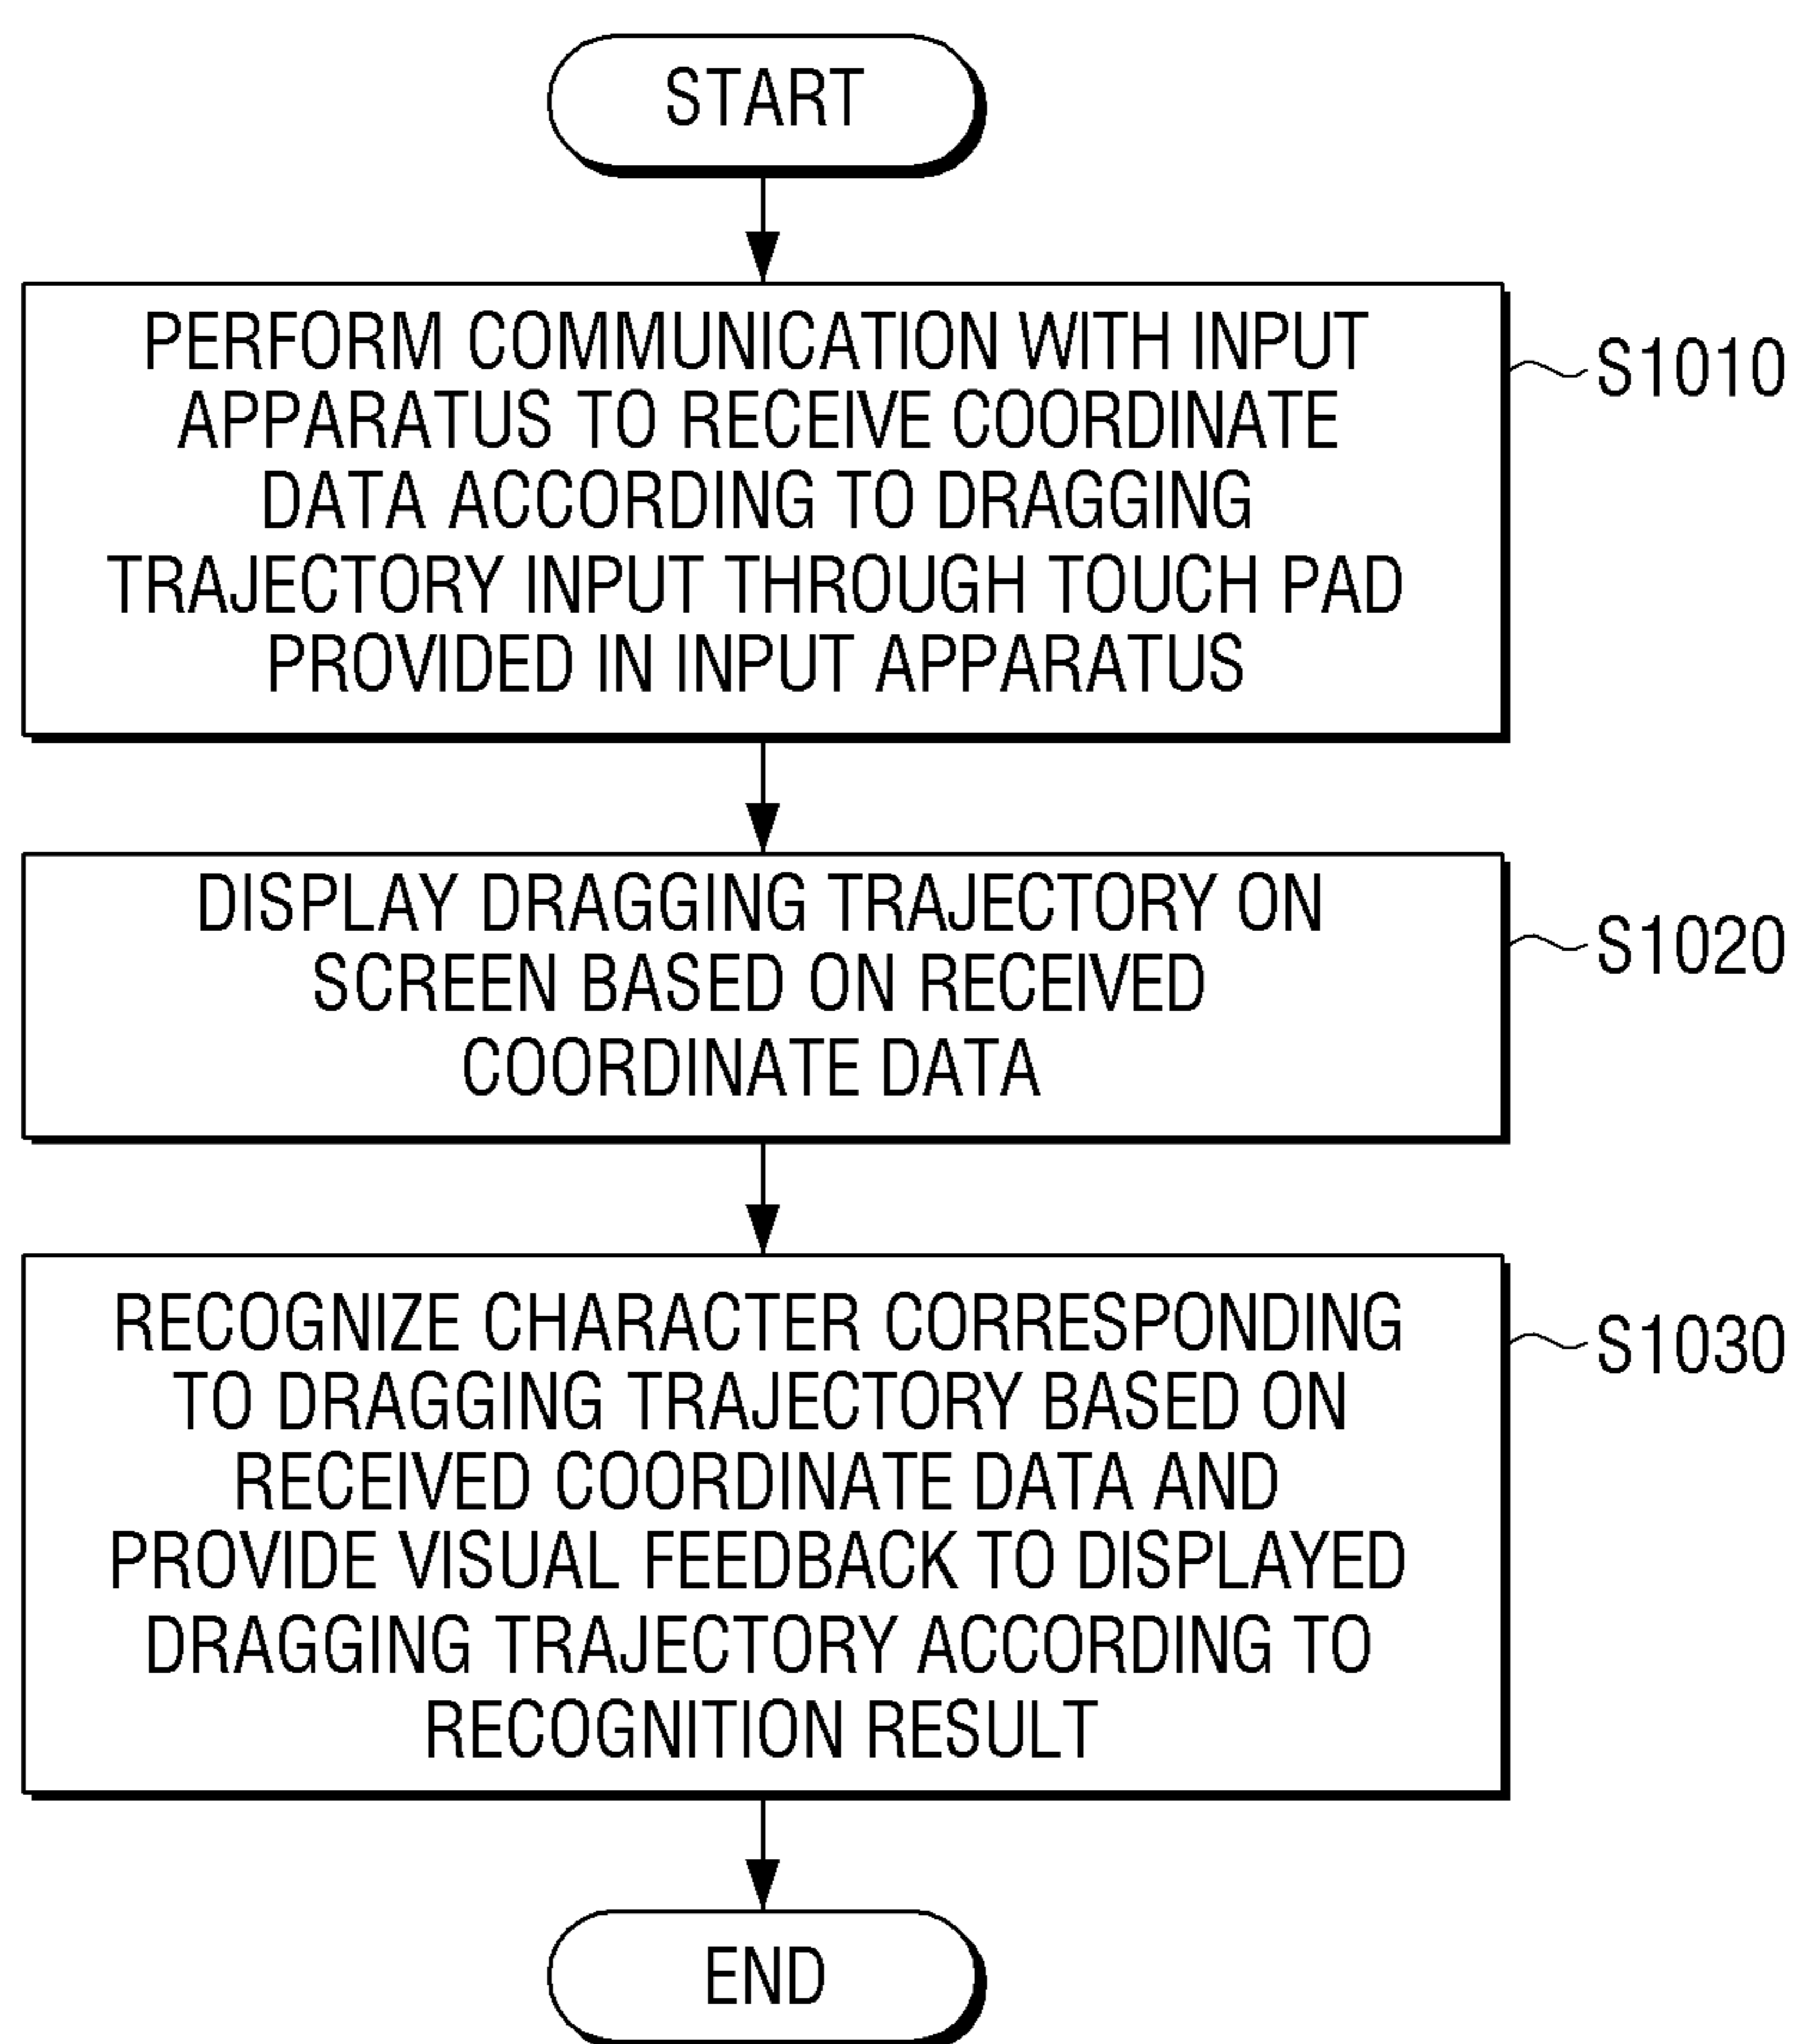 START
PERFORM COMMUNICATION WITH INPUT
APPARATUS TO RECEIVE COORDINATE
DATA ACCORDING TO DRAGGING
TRAJECTORY INPUT THROUGH TOUCH PAD
PROVIDED IN INPUT APPARATUS
S1010
DISPLAY DRAGGING TRAJECTORY ON
SCREEN BASED ON RECEIVED
COORDINATE DATA
S1020
RECOGNIZE CHARACTER CORRESPONDING
TO DRAGGING TRAJECTORY BASED ON
RECEIVED COORDINATE DATA AND
PROVIDE VISUAL FEEDBACK TO DISPLAYED
DRAGGING TRAJECTORY ACCORDING TO
RECOGNITION RESULT
S1030
END